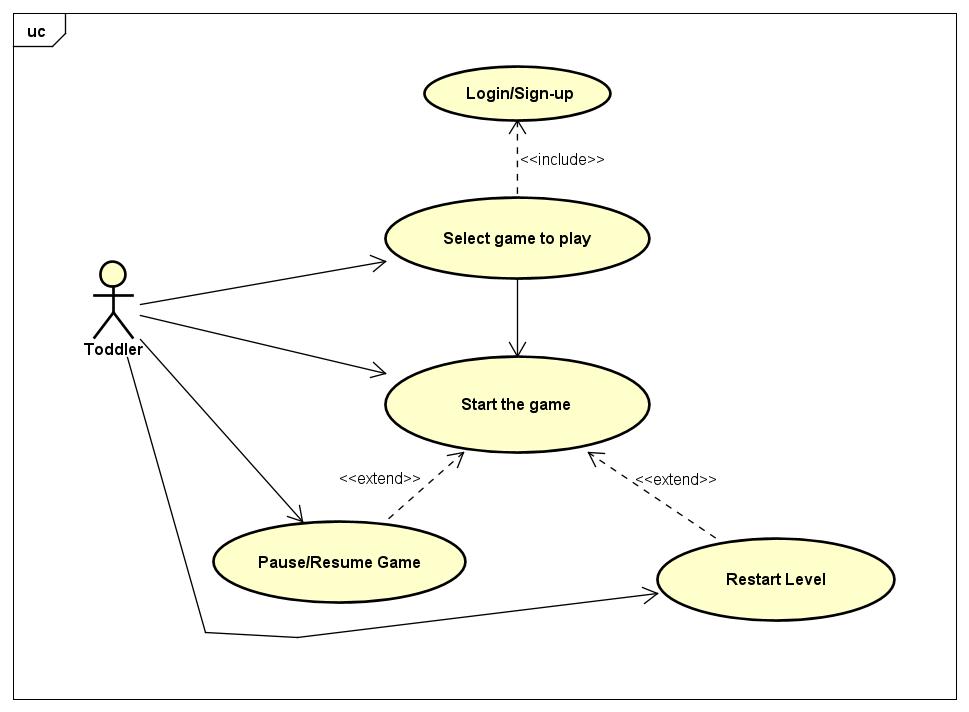 uc
Login/Sign-up
<<include>>
Select game to play
Toddler
Start the game
<<extend>>
<<extend>>
Pause/Resume Game
Restart Level